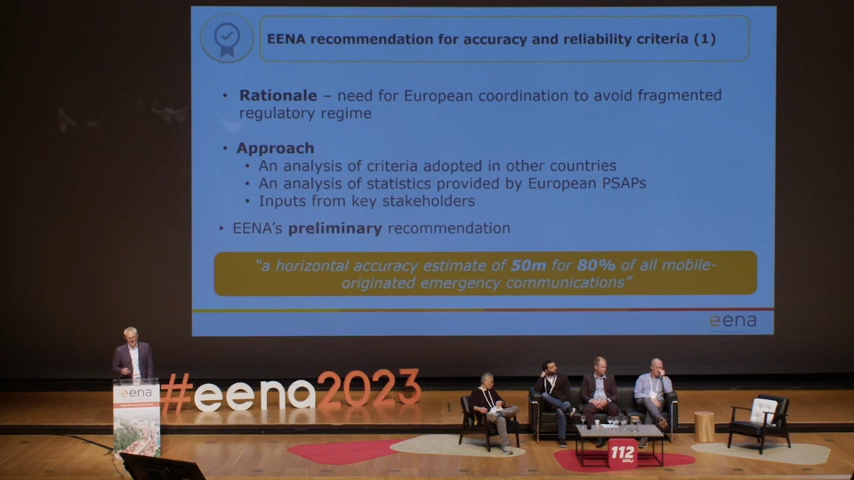 EENA recommendation for accuracy and reliability criteria (1)
• Rationale – need for European coordination to avoid fragmented
regulatory regime
• Approach
• An analysis of criteria adopted in other countries
• An analysis of statistics provided by European PSAPs
• Inputs from key stakeholders
• EENA's preliminary recommendation
"a horizontal accuracy estimate of 50m for 80% of all mobile-
originated emergency communications"
eena
eena
#eena2023
112